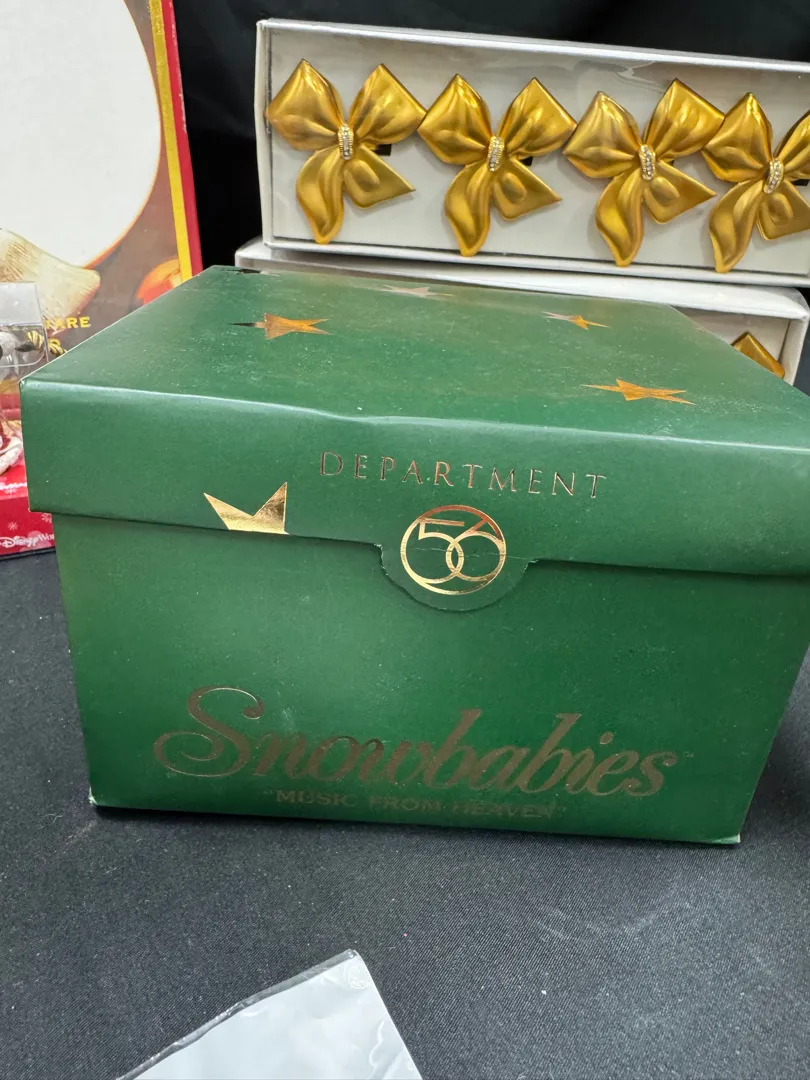 DEPARTMENT
56
Snowbabies
"MUSIC FROM HEAVEN"